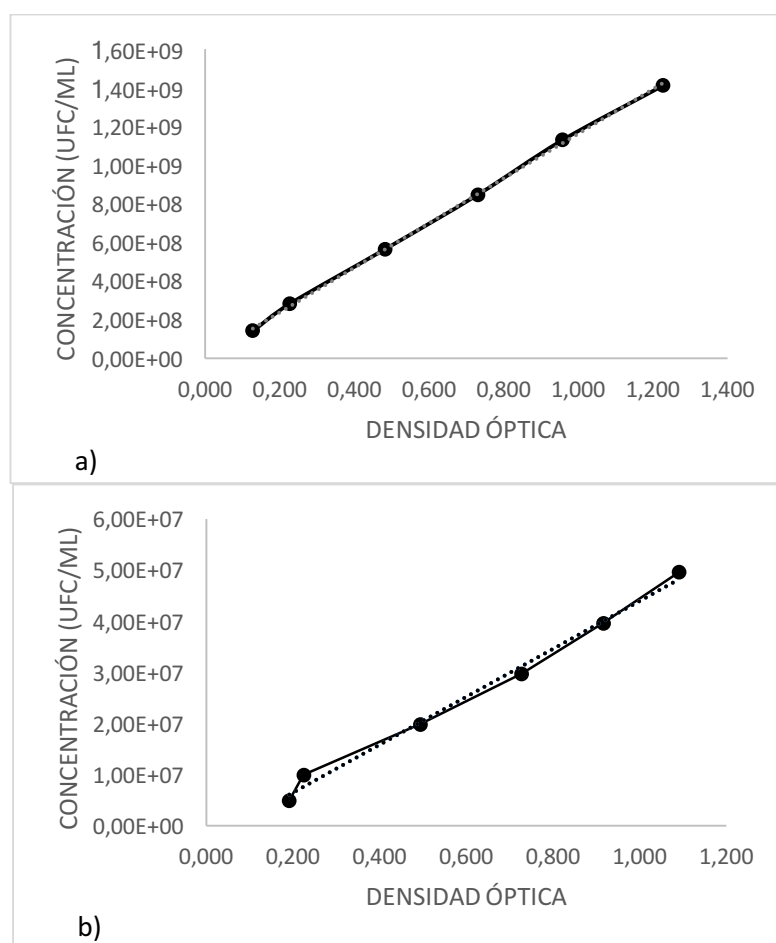 CONCENTRACIÓN (UFC/ML)
1,60E+09
1,40E+09
1,20E+09
1,00E+09
8,00E+08
6,00E+08
4,00E+08
2,00E+08
0,00E+00
0,000 0,200 0,400 0,600 0,800 1,000 1,200 1,400
DENSIDAD ÓPTICA
a)
CONCENTRACIÓN (UFC/ML)
6,00E+07
5,00E+07
4,00E+07
3,00E+07
2,00E+07
1,00E+07
0,00E+00
0,000 0,200 0,400 0,600 0,800 1,000 1,200
DENSIDAD ÓPTICA
b)